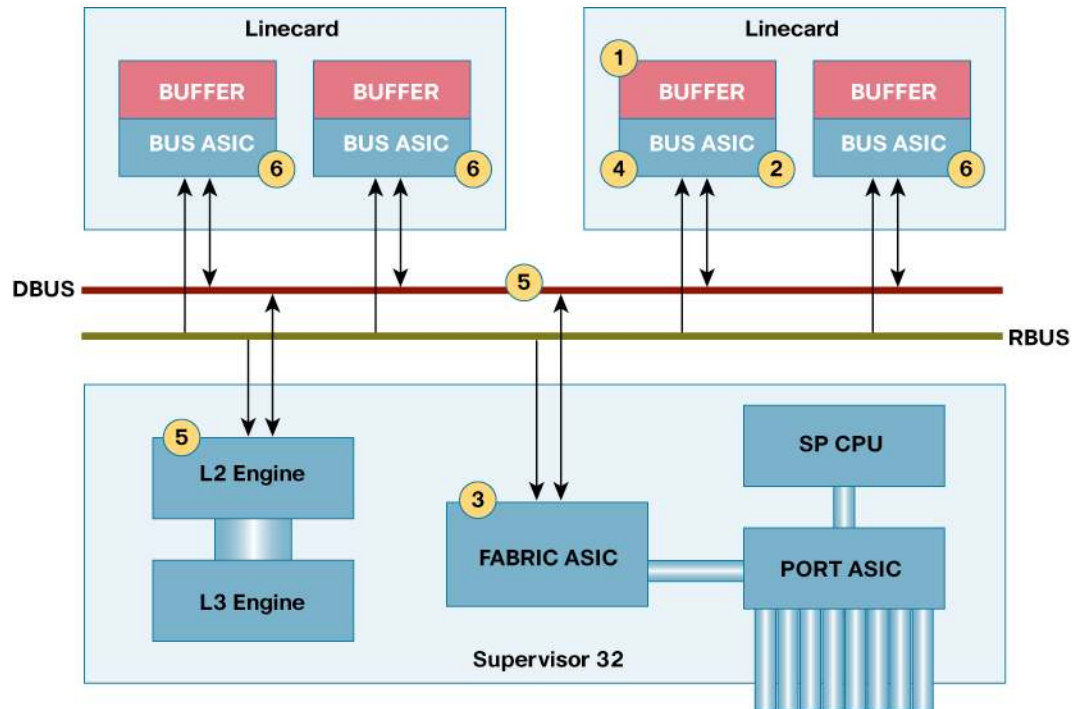 Linecard
Linecard
1
BUFFER
BUFFER
BUFFER
BUFFER
BUS ASIC
BUS ASIC
BUS ASIC
BUS ASIC
6
6
4
2
6
5
DBUS
RBUS
5
L2 Engine
L3 Engine
3
FABRIC ASIC
SP CPU
PORT ASIC
Supervisor 32